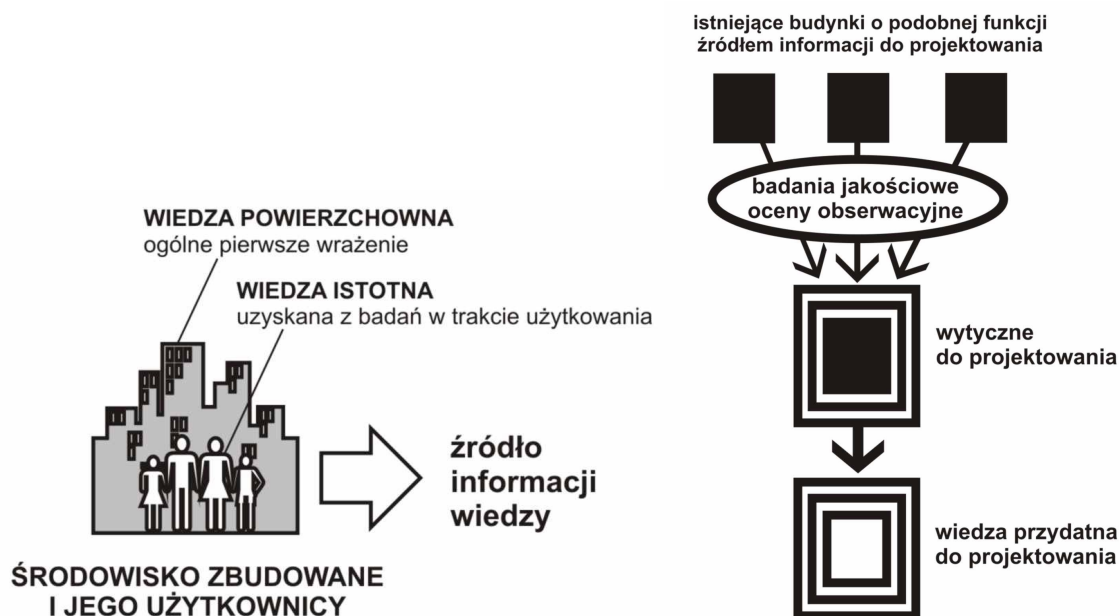 WIEDZA POWIERZCHOWNA
ogólne pierwsze wrażenie
WIEDZA ISTOTNA
uzyskana z badań w trakcie użytkowania
źródło
informacji
wiedzy
ŚRODOWISKO ZBUDOWANE
I JEGO UŻYTKOWNICY
istniejące budynki o podobnej funkcji
źródłem informacji do projektowania
badania jakościowe
oceny obserwacyjne
wytyczne
do projektowania
wiedza przydatna
do projektowania